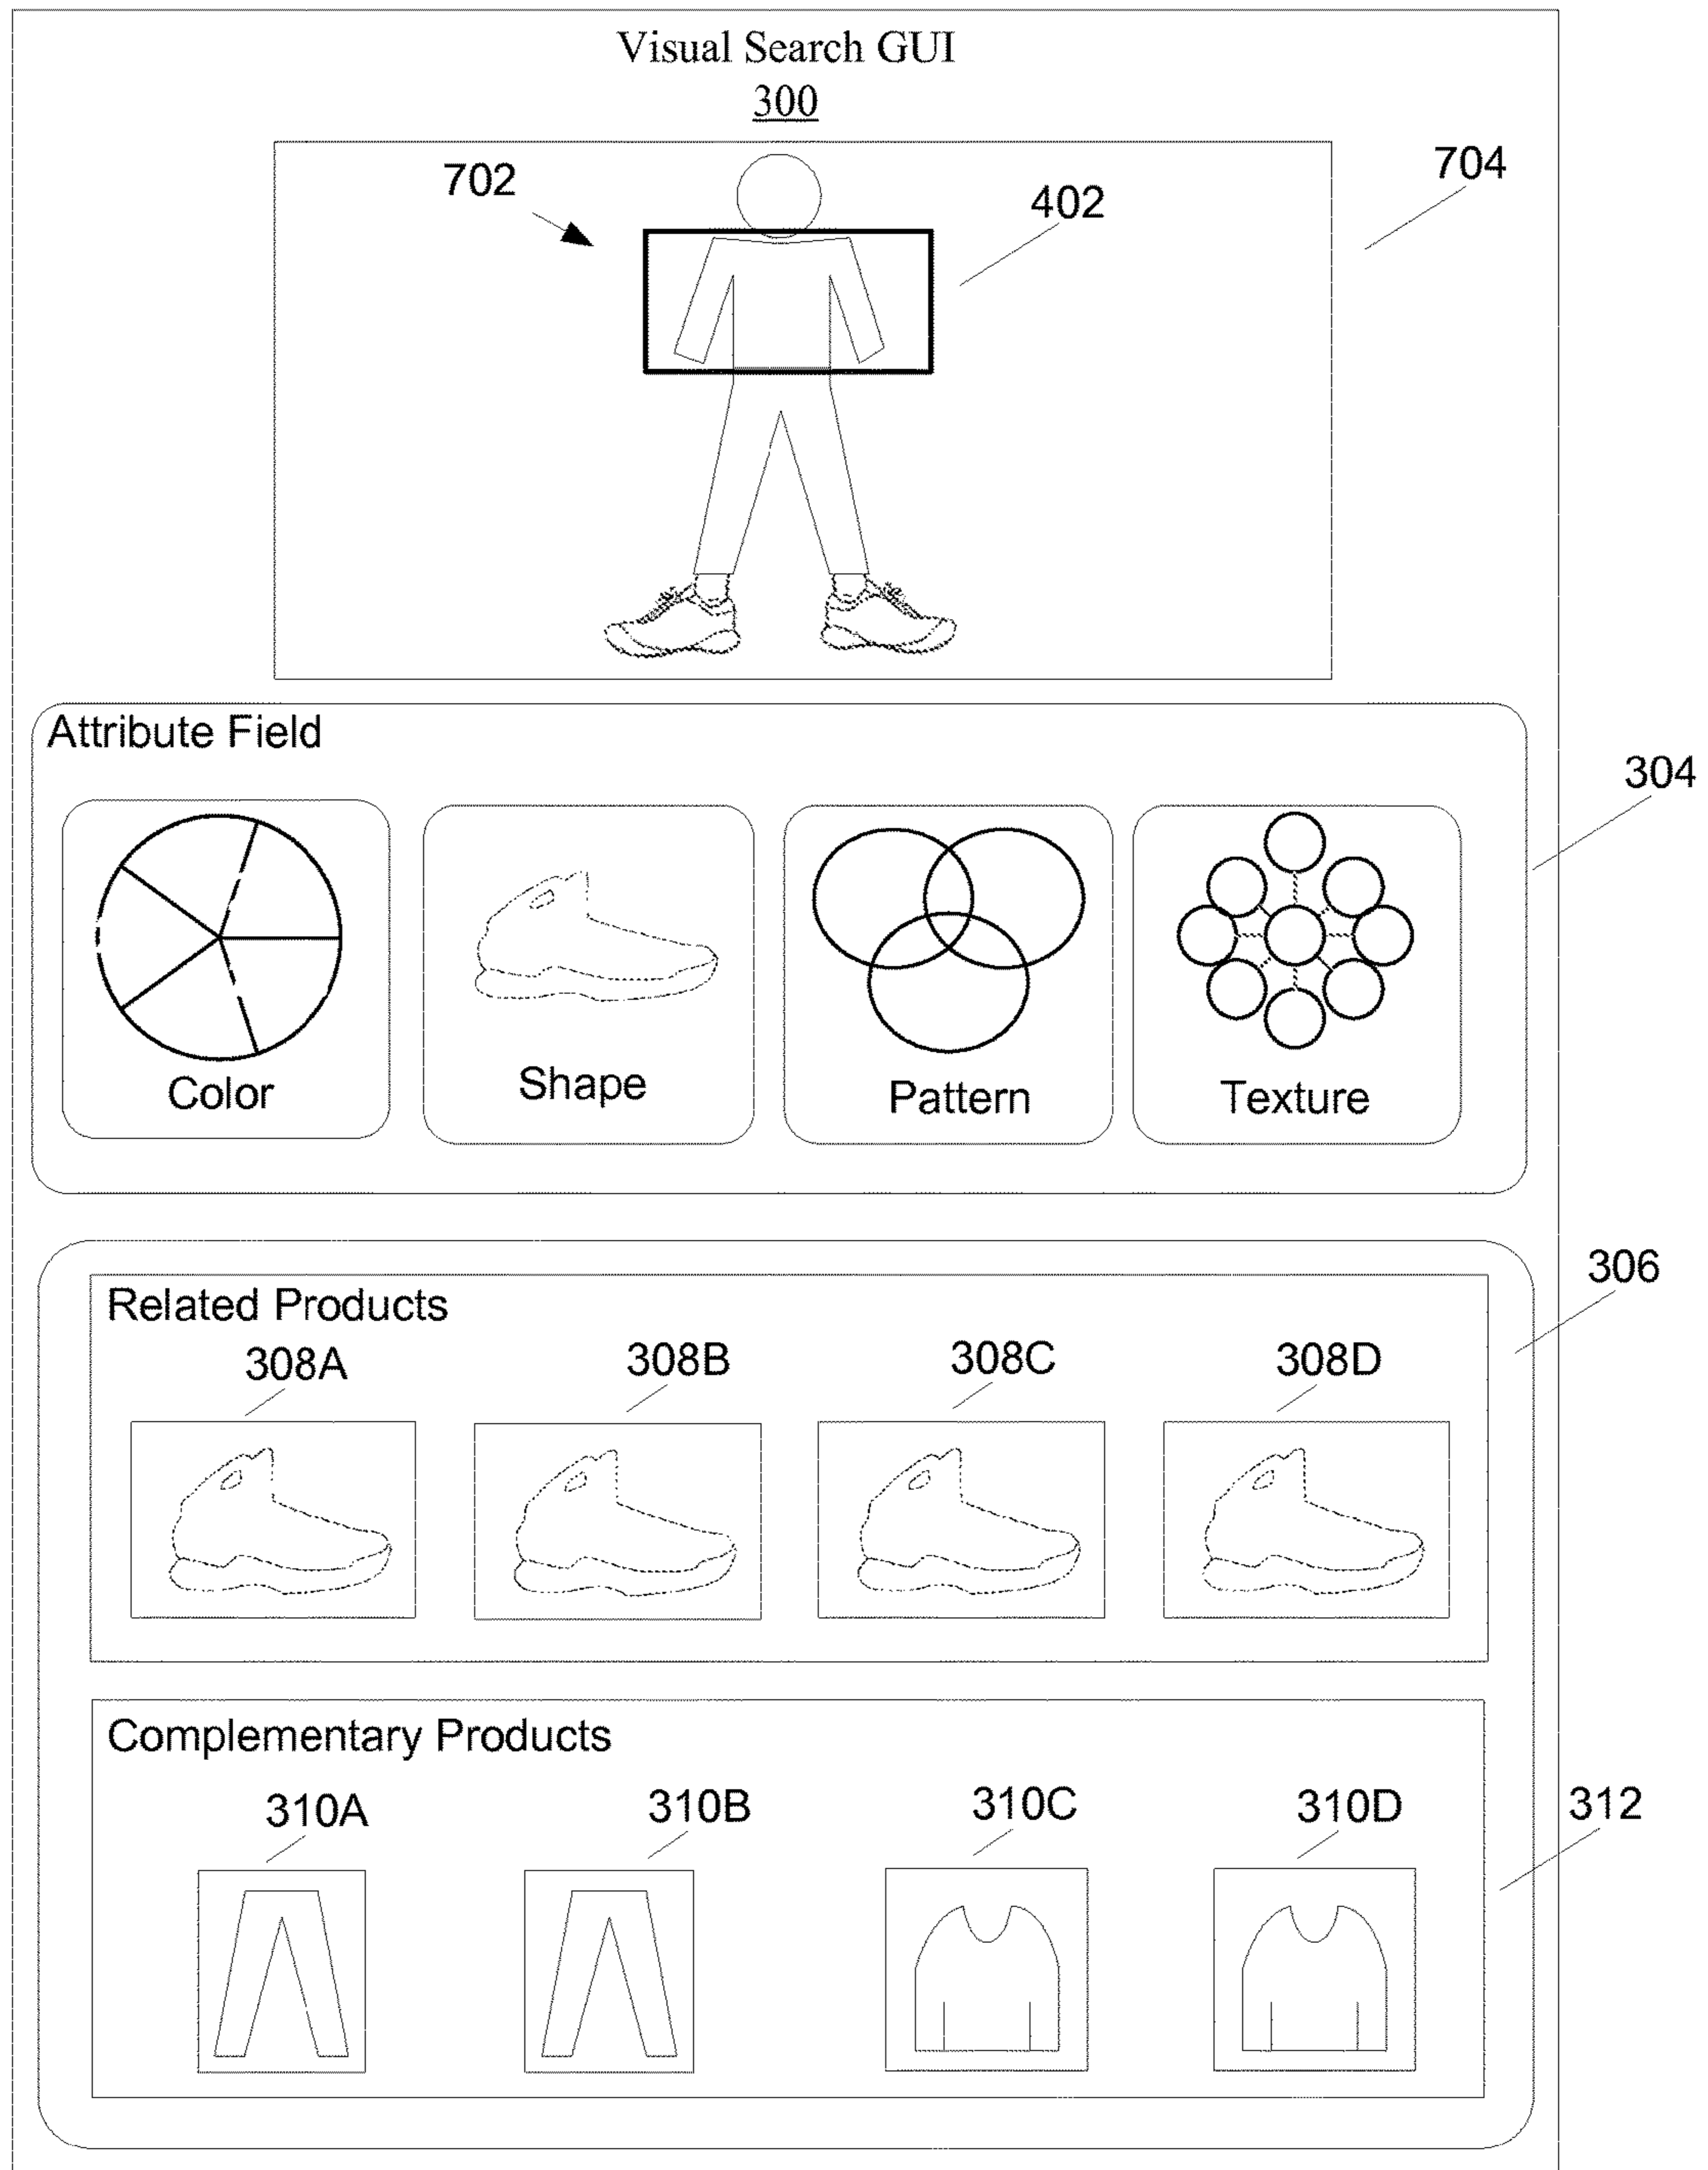 Visual Search GUI
300
702
402
704
Attribute Field
304
Color
Shape
Pattern
Texture
306
Related Products
308A
308B
308C
308D
Complementary Products
310A
310B
310C
310D
312